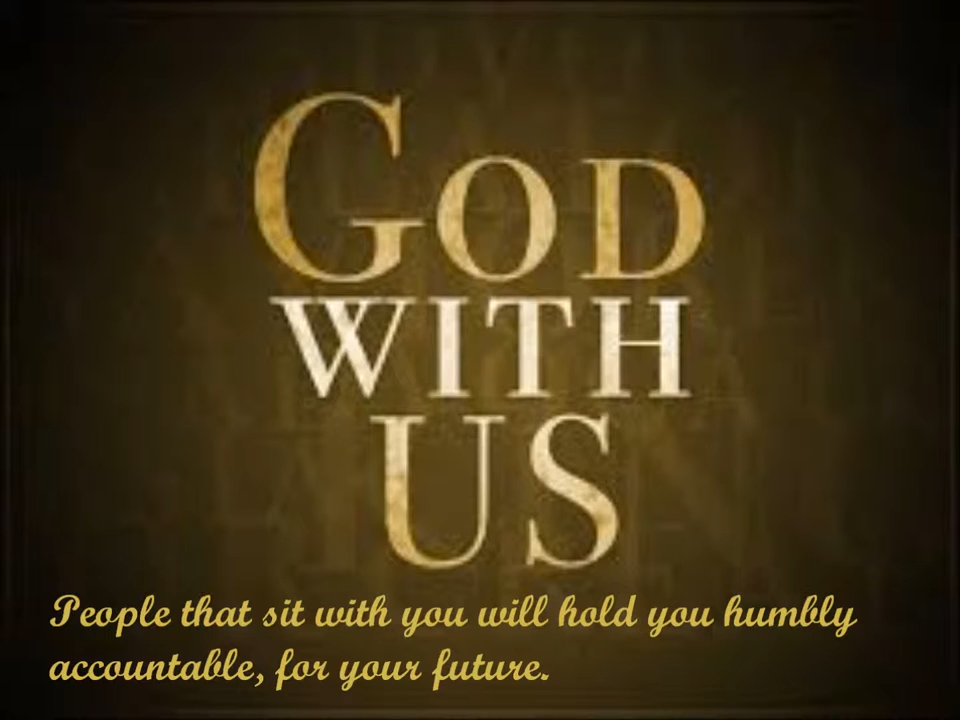 GOD
WITH
US
People that sit with you will hold you humbly
accountable, for your future.